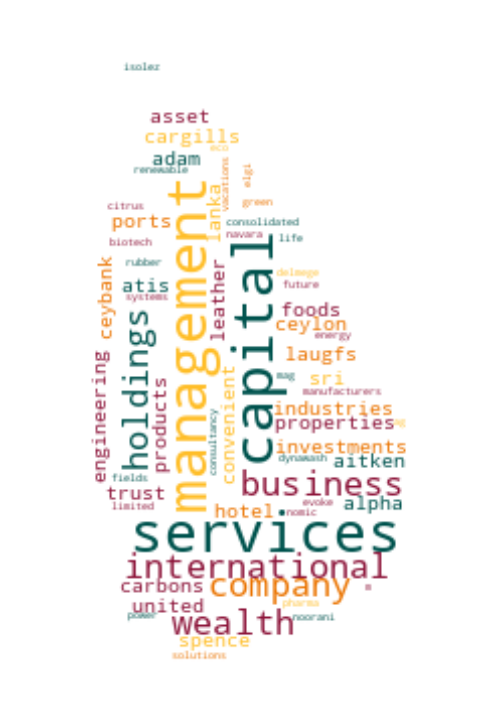 isolez
asset
cargills
eco
adam
renewable
vacations
elgi
citrus
green
lanka
ports
consolidated
navara
life
biotech
management
capital
rubber
ceybank
leather
delmege
future
atis
systems
foods
ceylon
energy
holdings
laugfs
engineering
products
convenient
mag
sri
manufacturers
industries
consultancy
properties
investments
dynawash
aitken
fields
business
trust
evoke
alpha
limited
hotel
nomic
services
international
carbons
company
united
pharma
power
wealth
noorani
spence
solutions